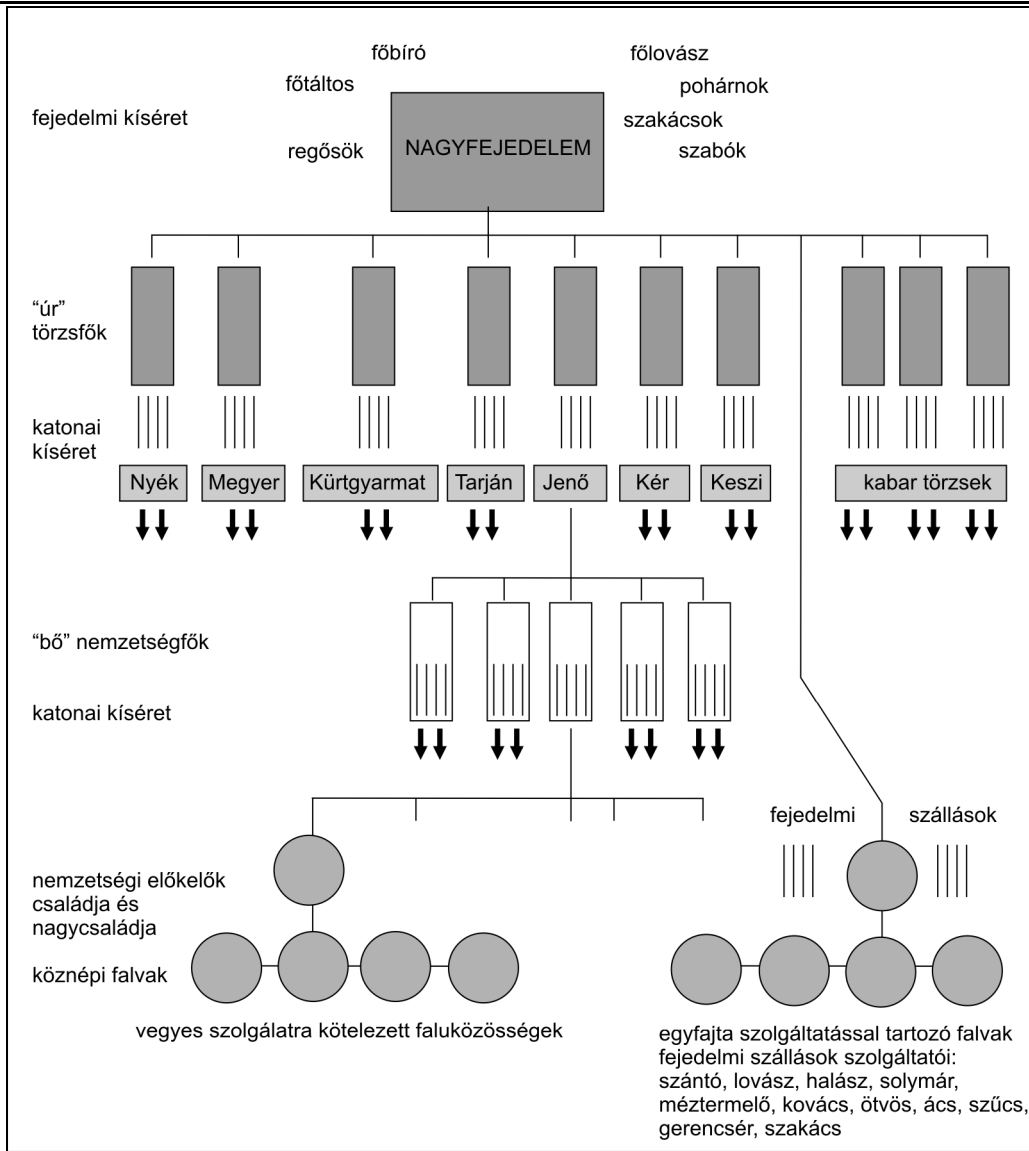 főbíró
főlovász
főtáltos
pohárnok
fejedelmi kíséret
szakácsok
regősök
NAGYFEJEDELEM
szabók
“úr”
törzsfők
katonai
kíséret
Nyék
Megyer
Kürtgyarmat
Tarján
Jenő
Kér
Keszi
kabar törzsek
“bő” nemzetségfők
katonai kíséret
fejedelmi
szállások
nemzetségi előkelők
családja és
nagycsaládja
köznépi falvak
vegyes szolgálatra kötelezett faluközösségek
egyfajta szolgáltatással tartozó falvak
fejedelmi szállások szolgáltatói:
szántó, lovász, halász, solymár,
méztermelő, kovács, ötvös, ács, szűcs,
gerencsér, szakács